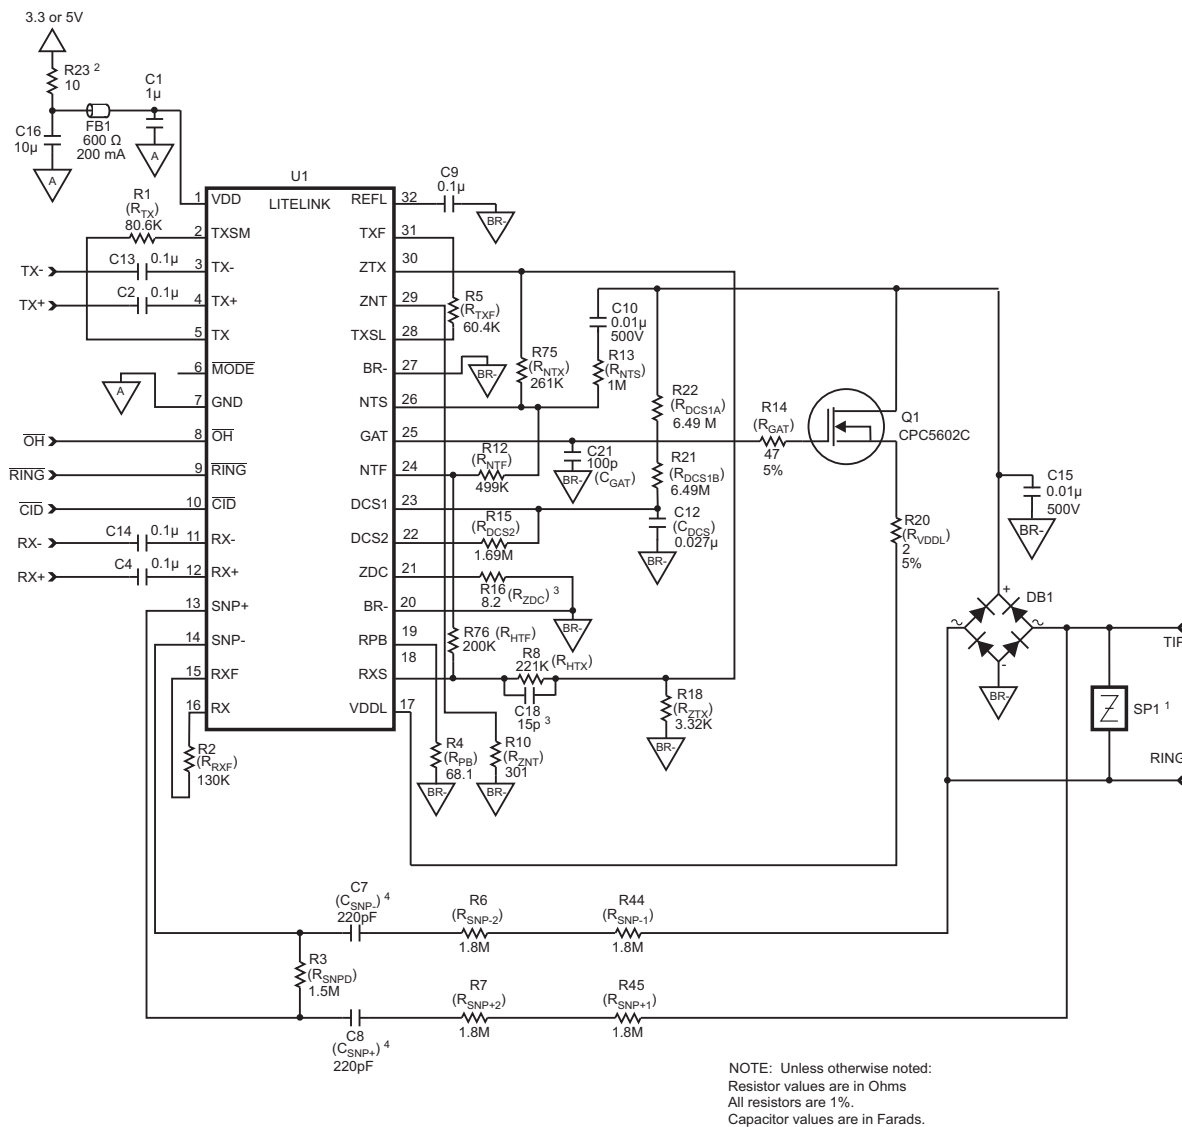 3.3 or 5V
R23 2
10
C1
1µ
C16
10µ
FB1
600 Ω
200 mA
A
A
U1
LITELINK
R1
(RTX)
80.6K
1 VDD
2 TXSM
3 TX-
4 TX+
5 TX
6 MODE
7 GND
8 OH
9 RING
10 CID
11 RX-
12 RX+
13 SNP+
14 SNP-
15 RXF
16 RX
REFL 32
TXF 31
ZTX 30
ZNT 29
TXSL 28
BR- 27
NTS 26
GAT 25
NTF 24
DCS1 23
DCS2 22
ZDC 21
BR- 20
RPB 19
RXS 18
VDDL 17
TX-
C13 0.1µ
TX+
C2 0.1µ
A
OH
RING
CID
RX-
C14 0.1µ
RX+
C4 0.1µ
R2
(RRXF)
130K
C9
0.1µ
BR-
R5
(RTXF)
60.4K
BR-
R75
(RNTX)
261K
C10
0.01µ
500V
R13
(RNTS)
1M
R22
(RDCS1A)
6.49 M
R21
(RDCS1B)
6.49M
R14
(RGAT)
47
5%
Q1
CPC5602C
R12
(RNTF)
499K
C21
100p
(CGAT)
BR-
R15
(RDCS2)
1.69M
C12
(CDCS)
0.027µ
BR-
R16 (RZDC) 3
8.2
BR-
R76 (RHTF)
200K
R8
221K (RHTX)
C18
15p 3
R18
(RZTX)
3.32K
BR-
R4
(RPB)
68.1
BR-
R10
(RZNT)
301
BR-
R20
(RVDDL)
2
5%
C15
0.01µ
500V
BR-
+
DB1
~
~
-
BR-
TIP
SP1 1
RING
C7
(CSNP-) 4
220pF
R6
(RSNP-2)
1.8M
R44
(RSNP-1)
1.8M
R3
(RSNPD)
1.5M
C8
(CSNP+) 4
220pF
R7
(RSNP+2)
1.8M
R45
(RSNP+1)
1.8M
NOTE: Unless otherwise noted:
Resistor values are in Ohms
All resistors are 1%.
Capacitor values are in Farads.